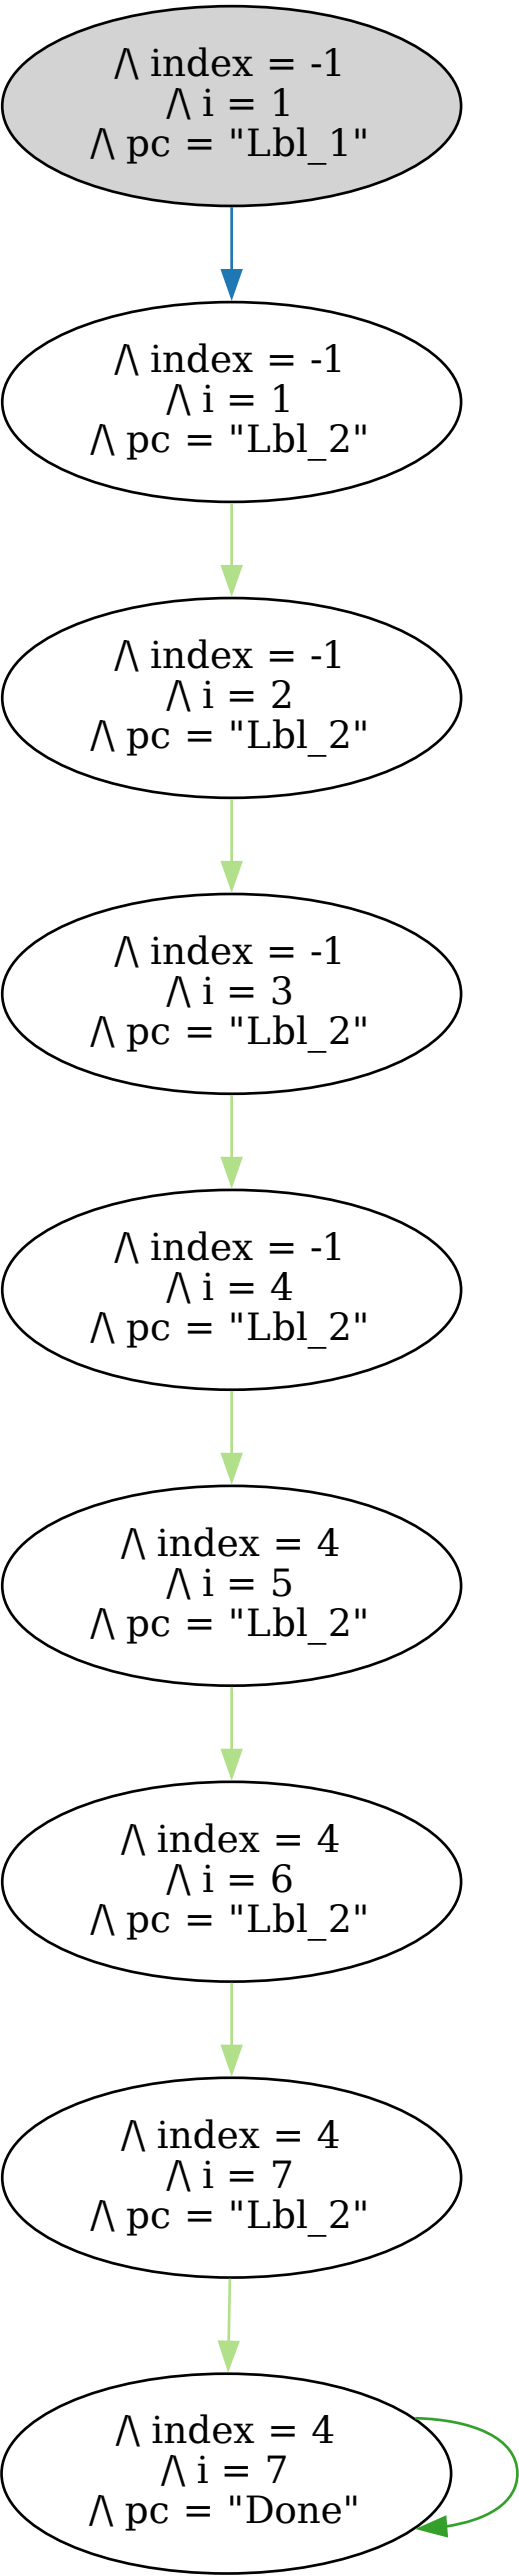 /\ index = -1
/\ i = 1
/\ pc = "Lbl_1"
/\ index = -1
/\ i = 1
/\ pc = "Lbl_2"
/\ index = -1
/\ i = 2
/\ pc = "Lbl_2"
/\ index = -1
/\ i = 3
/\ pc = "Lbl_2"
/\ index = -1
/\ i = 4
/\ pc = "Lbl_2"
/\ index = 4
/\ i = 5
/\ pc = "Lbl_2"
/\ index = 4
/\ i = 6
/\ pc = "Lbl_2"
/\ index = 4
/\ i = 7
/\ pc = "Lbl_2"
/\ index = 4
/\ i = 7
/\ pc = "Done"